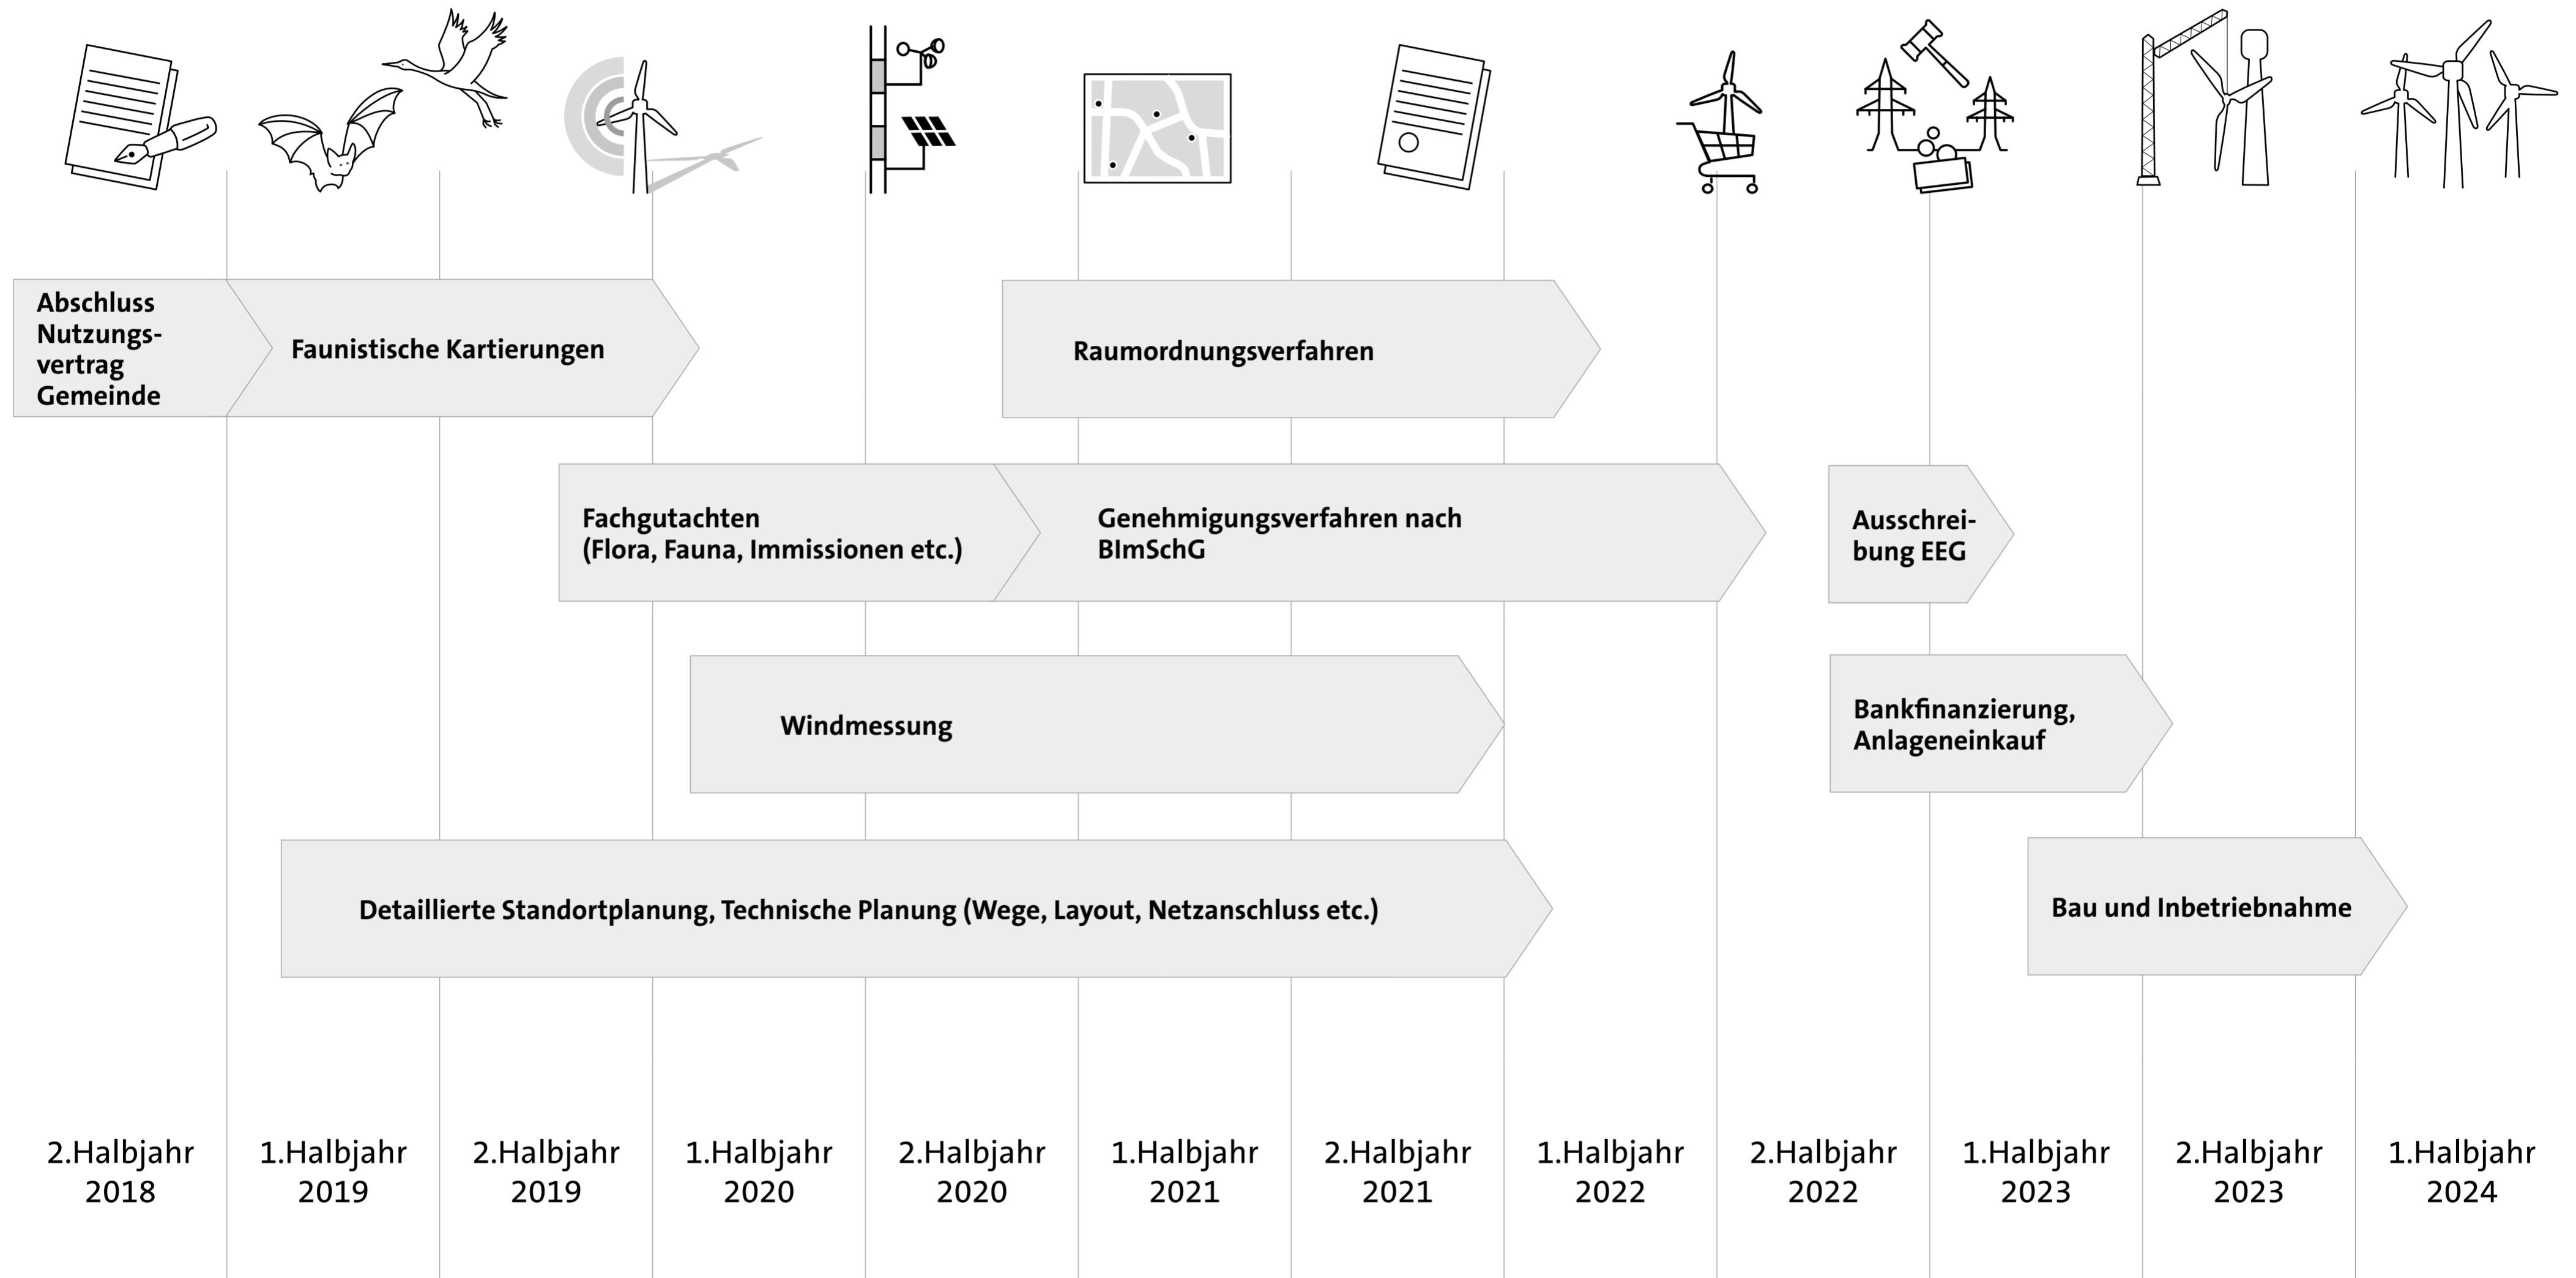 Abschluss
Nutzungs-
vertrag
Gemeinde
Faunistische Kartierungen
Raumordnungsverfahren
Fachgutachten
(Flora, Fauna, Immissionen etc.)
Genehmigungsverfahren nach
BImSchG
Ausschrei-
bung EEG
Windmessung
Bankfinanzierung,
Anlageneinkauf
Detaillierte Standortplanung, Technische Planung (Wege, Layout, Netzanschluss etc.)
Bau und Inbetriebnahme
2.Halbjahr
2018
1.Halbjahr
2019
2.Halbjahr
2019
1.Halbjahr
2020
2.Halbjahr
2020
1.Halbjahr
2021
2.Halbjahr
2021
1.Halbjahr
2022
2.Halbjahr
2022
1.Halbjahr
2023
2.Halbjahr
2023
1.Halbjahr
2024